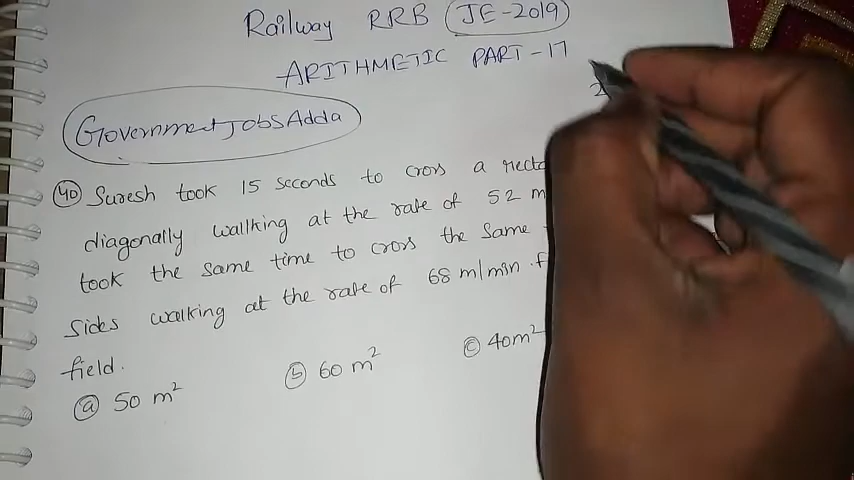 Railway RRB JE-2019
ARITHMETIC PART-17
GovernmentJobsAdda
40 Suresh took 15 seconds to cross a recta
diagonally wallking at the rate of 52 m
took the same time to cross the same
Sides walking at the rate of 68 m/min.
field.
a 50 m² b 60 m² c 40m²